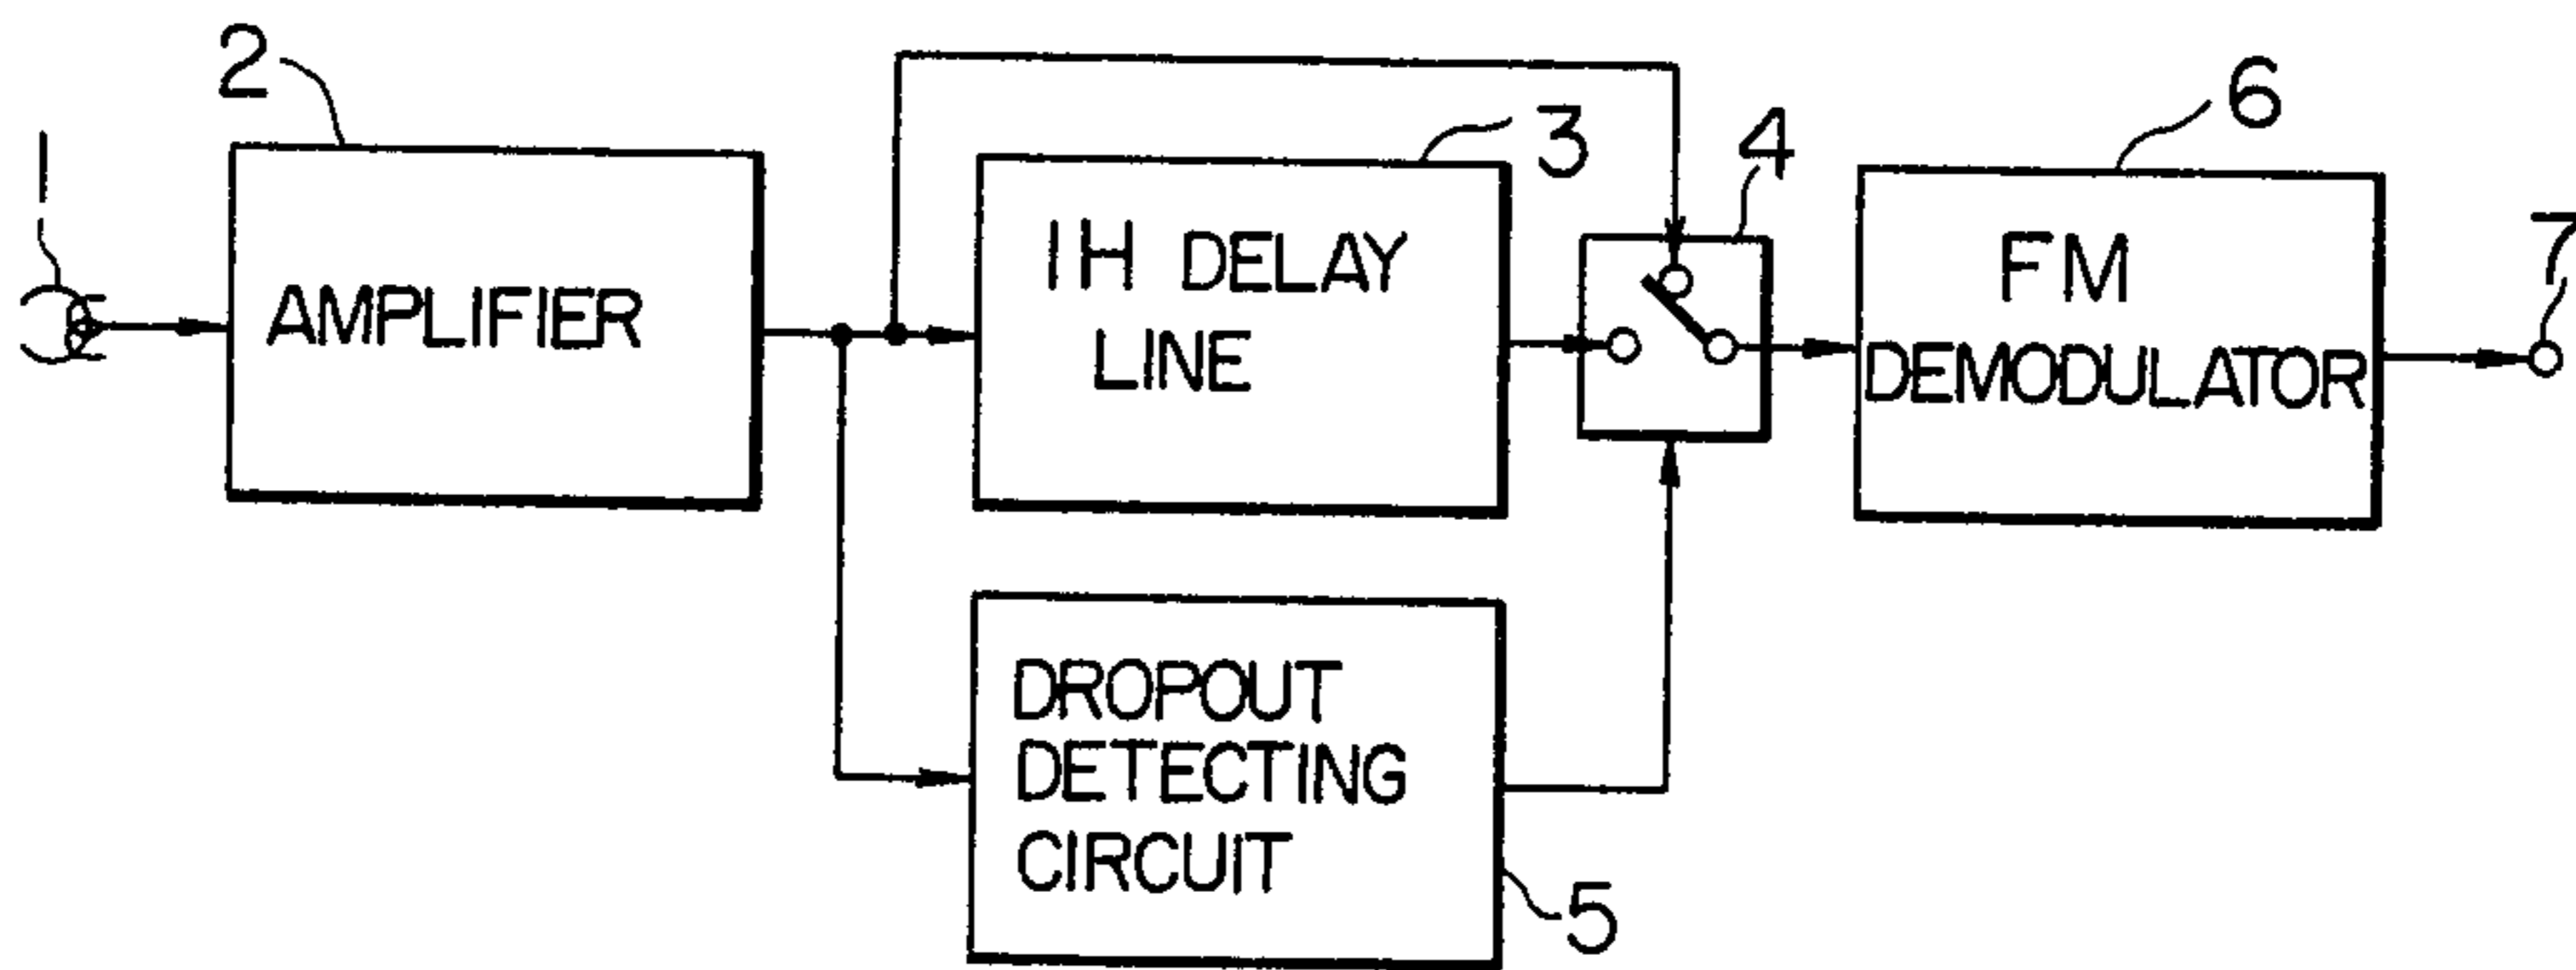 1
2
AMPLIFIER
3
1H DELAY
LINE
4
6
FM
DEMODULATOR
7
DROPOUT
DETECTING
CIRCUIT
5